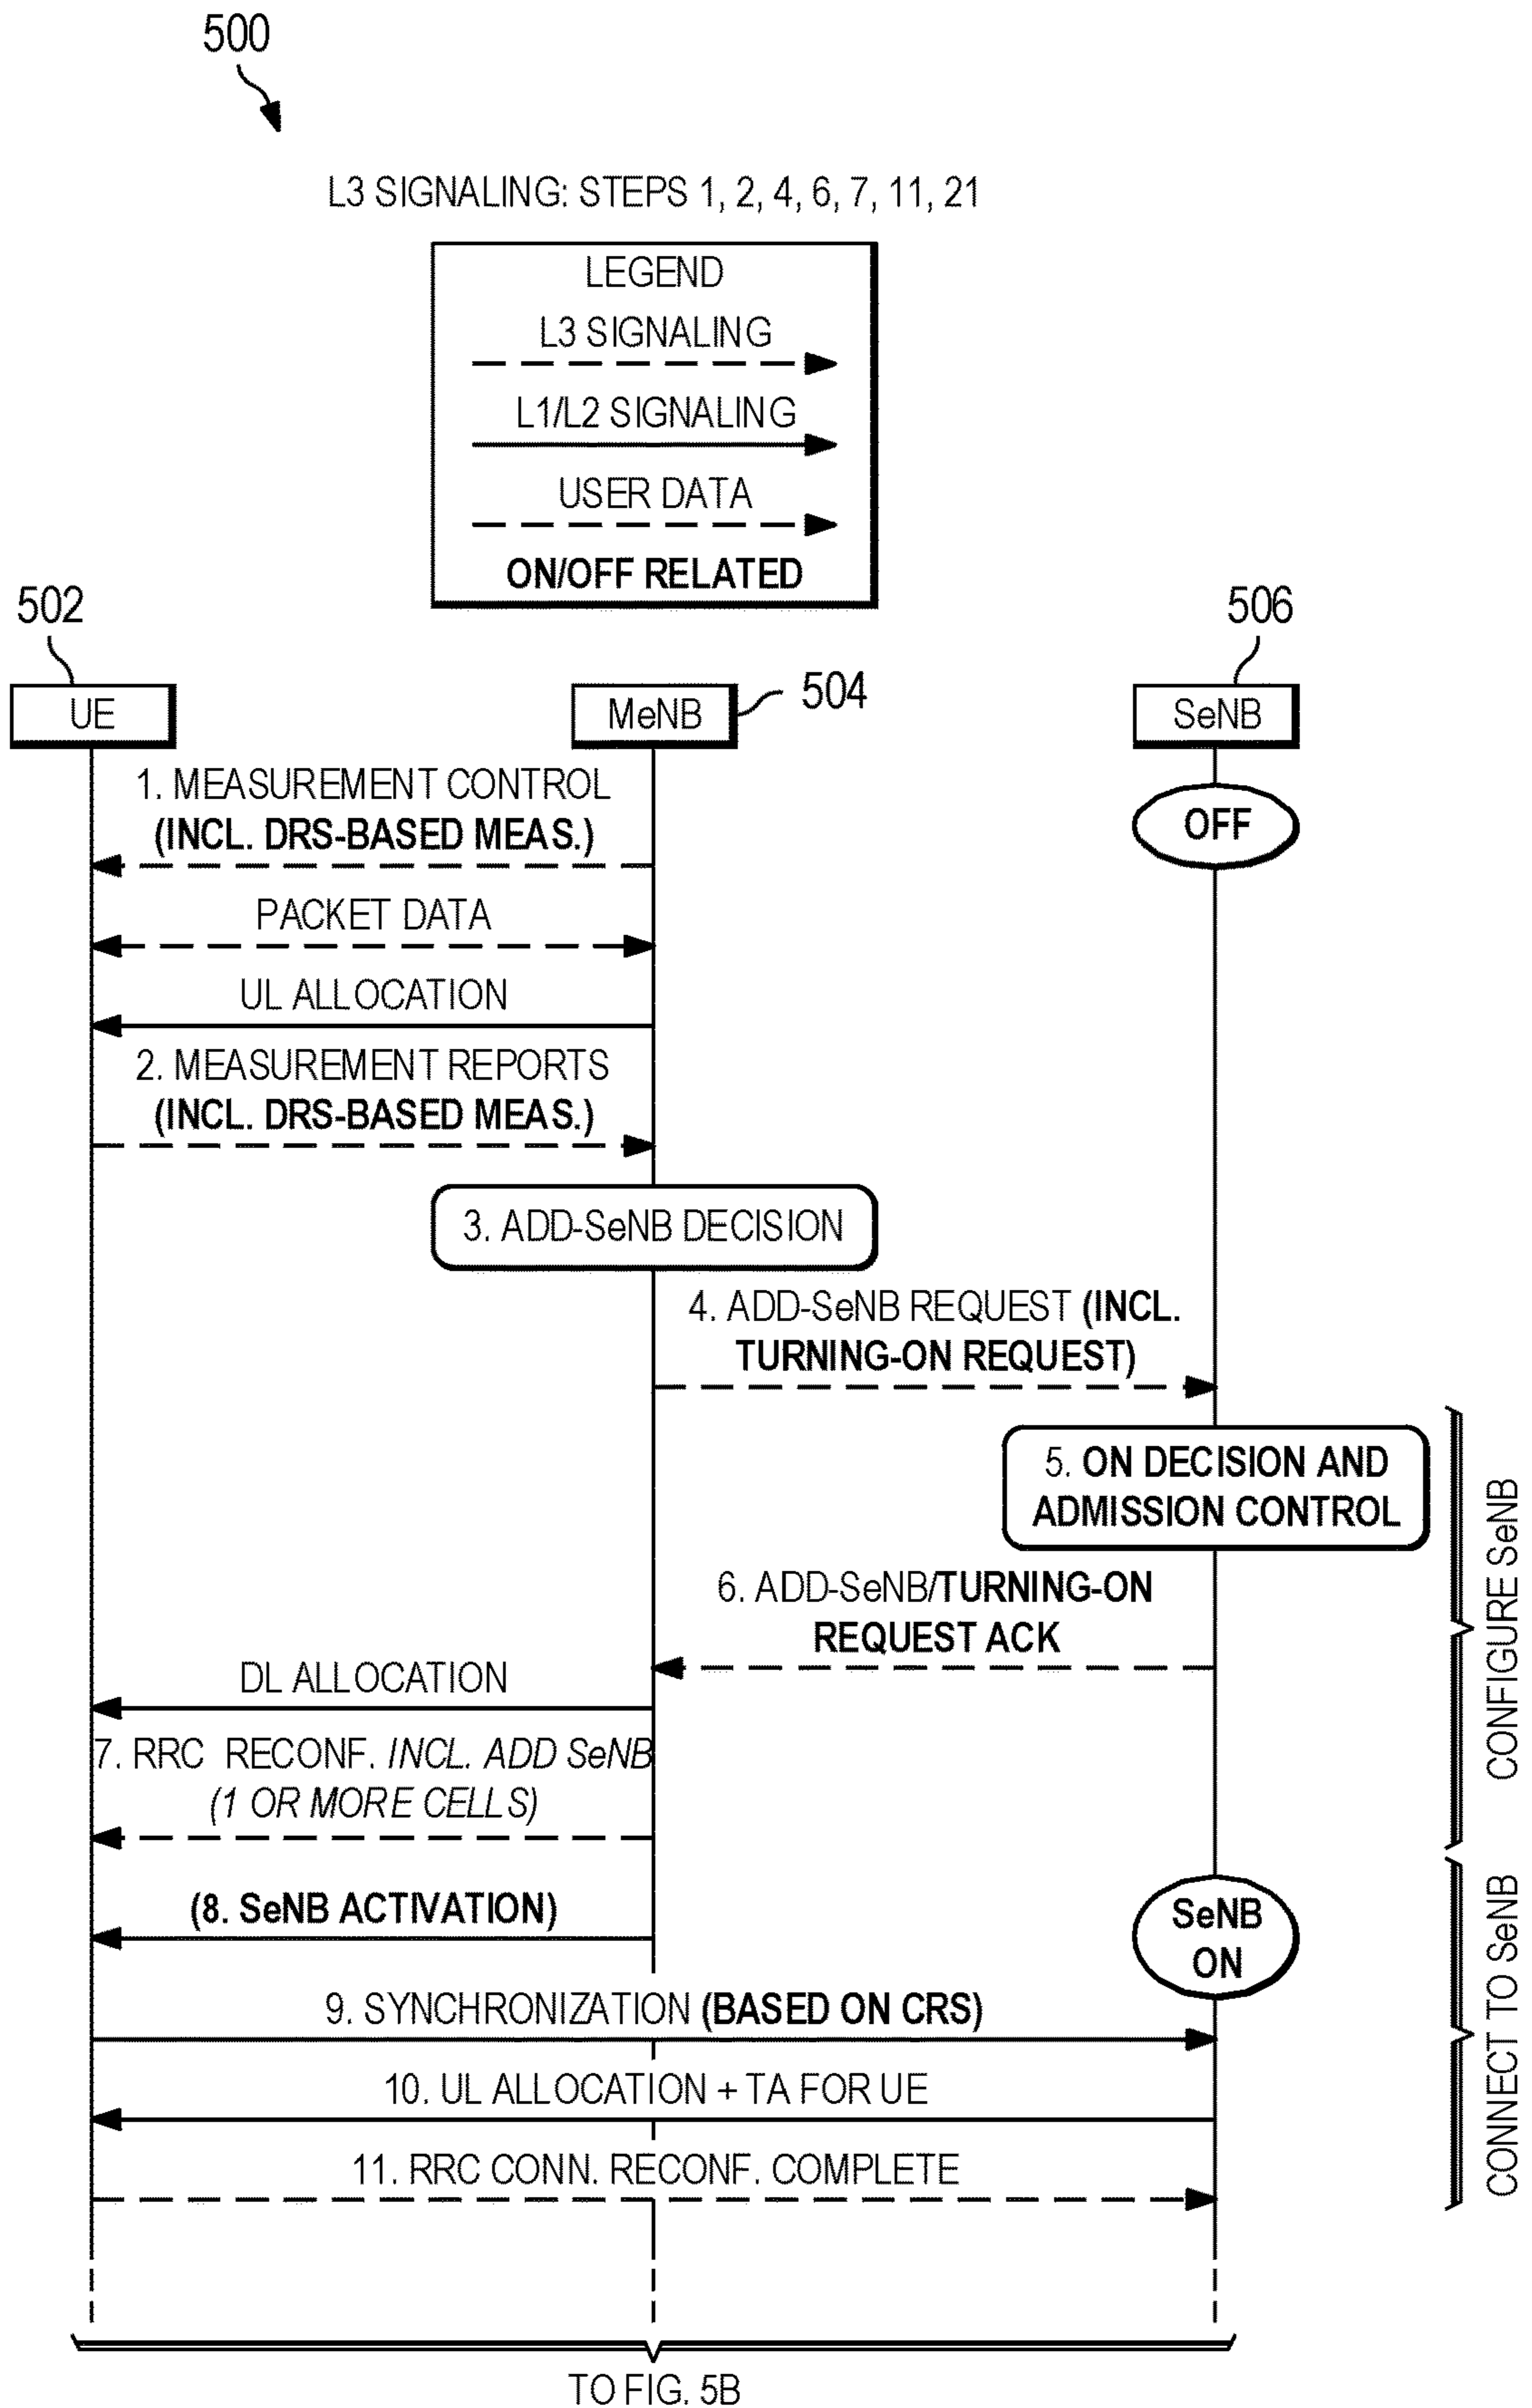 500
L3 SIGNALING: STEPS 1, 2, 4, 6, 7, 11, 21
LEGEND
L3 SIGNALING
L1/L2 SIGNALING
USER DATA
ON/OFF RELATED
502
506
UE
MeNB
504
SeNB
1. MEASUREMENT CONTROL
(INCL. DRS-BASED MEAS.)
OFF
PACKET DATA
UL ALLOCATION
2. MEASUREMENT REPORTS
(INCL. DRS-BASED MEAS.)
3. ADD-SeNB DECISION
4. ADD-SeNB REQUEST (INCL.
TURNING-ON REQUEST)
5. ON DECISION AND
ADMISSION CONTROL
6. ADD-SeNB/TURNING-ON
REQUEST ACK
CONFIGURE SeNB
DL ALLOCATION
7. RRC RECONF. INCL. ADD SeNB
(1 OR MORE CELLS)
(8. SeNB ACTIVATION)
SeNB
ON
9. SYNCHRONIZATION (BASED ON CRS)
10. UL ALLOCATION + TA FOR UE
11. RRC CONN. RECONF. COMPLETE
CONNECT TO SeNB
TO FIG. 5B